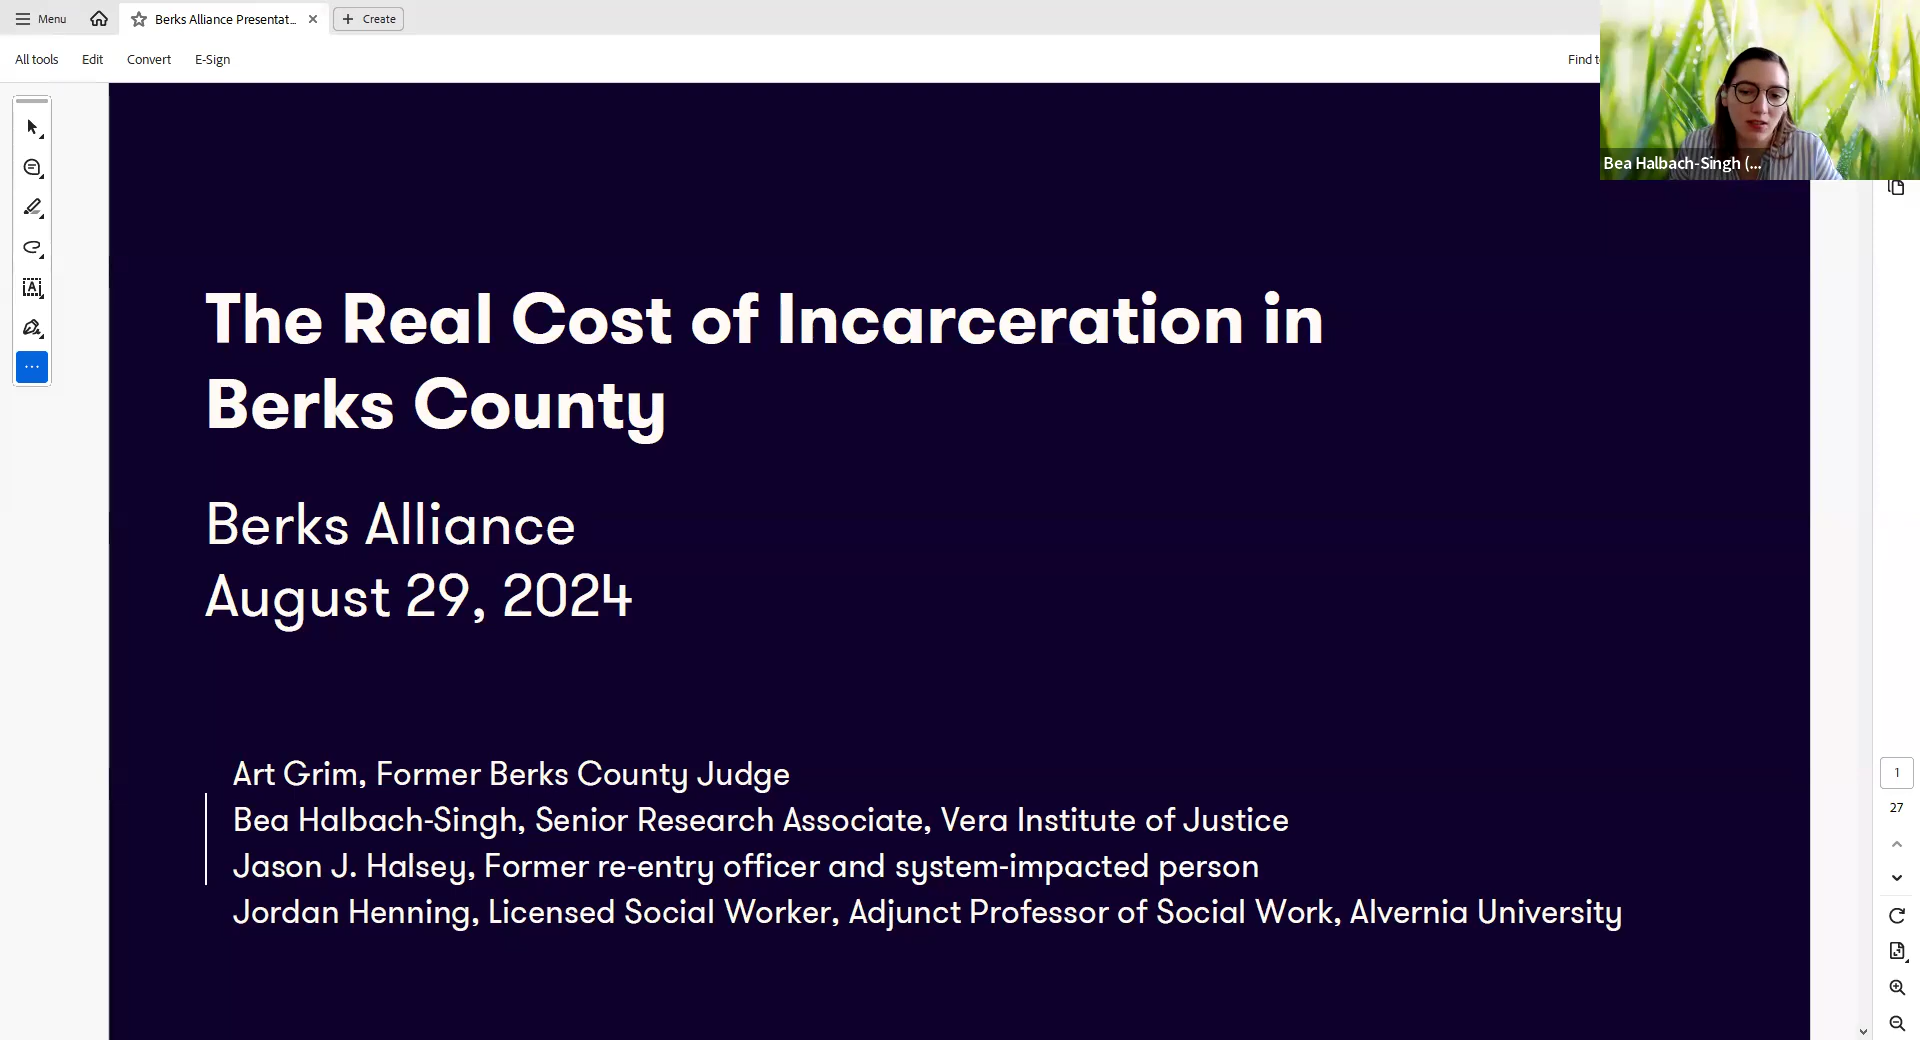 Menu
Berks Alliance Presentat...
Create
All tools
Edit
Convert
E-Sign
Find t
Bea Halbach-Singh (...
The Real Cost of Incarceration in
Berks County
Berks Alliance
August 29, 2024
Art Grim, Former Berks County Judge
Bea Halbach-Singh, Senior Research Associate, Vera Institute of Justice
Jason J. Halsey, Former re-entry officer and system-impacted person
Jordan Henning, Licensed Social Worker, Adjunct Professor of Social Work, Alvernia University
1
27